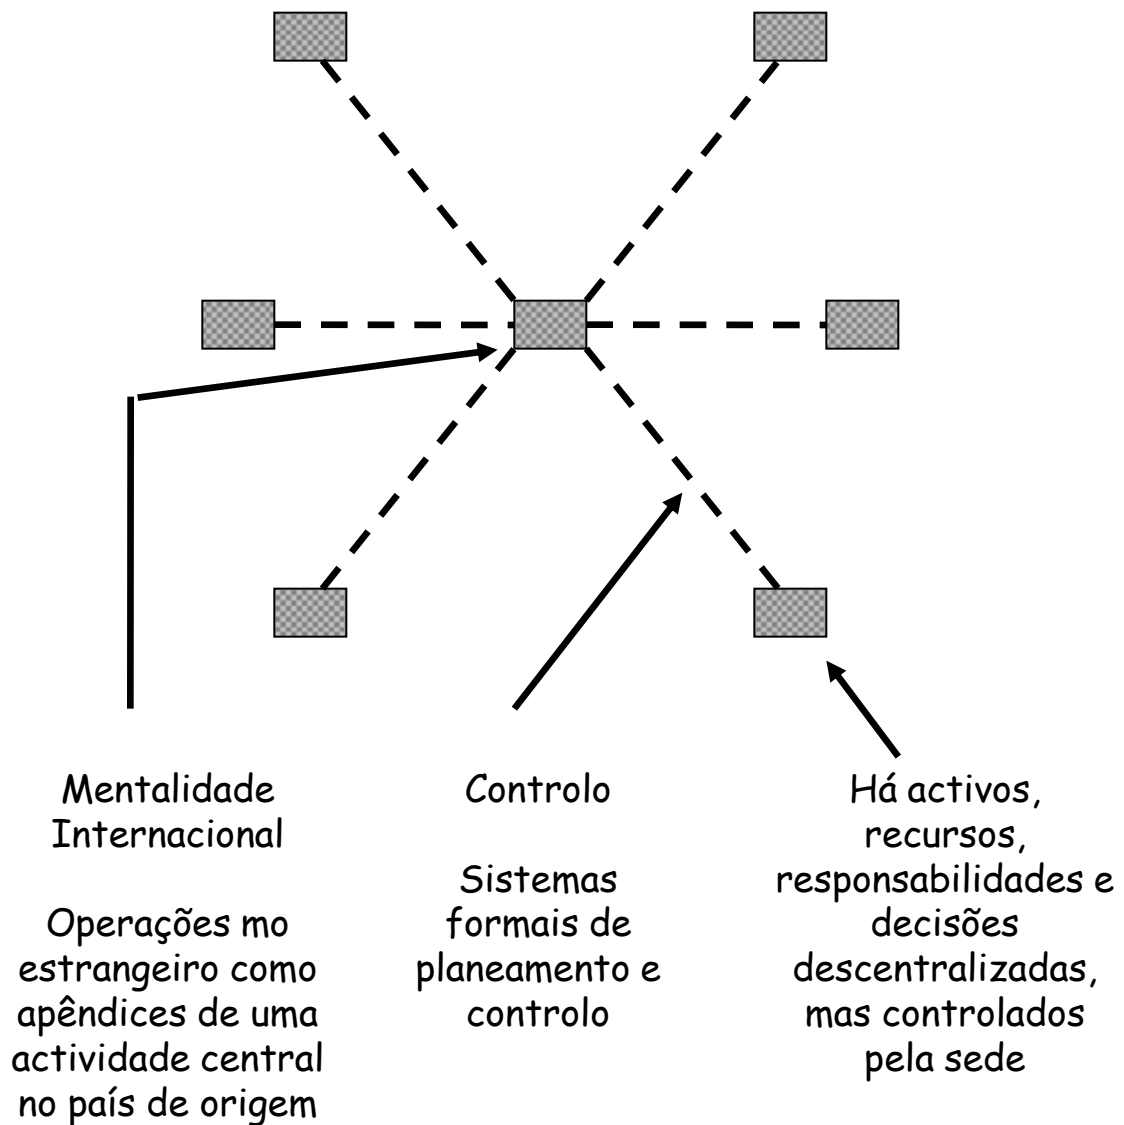 Mentalidade
Internacional
Operações mo
estrangeiro como
apêndices de uma
actividade central
no país de origem
Controlo
Sistemas
formais de
planeamento e
controlo
Há activos,
recursos,
responsabilidades e
decisões
descentralizadas,
mas controlados
pela sede